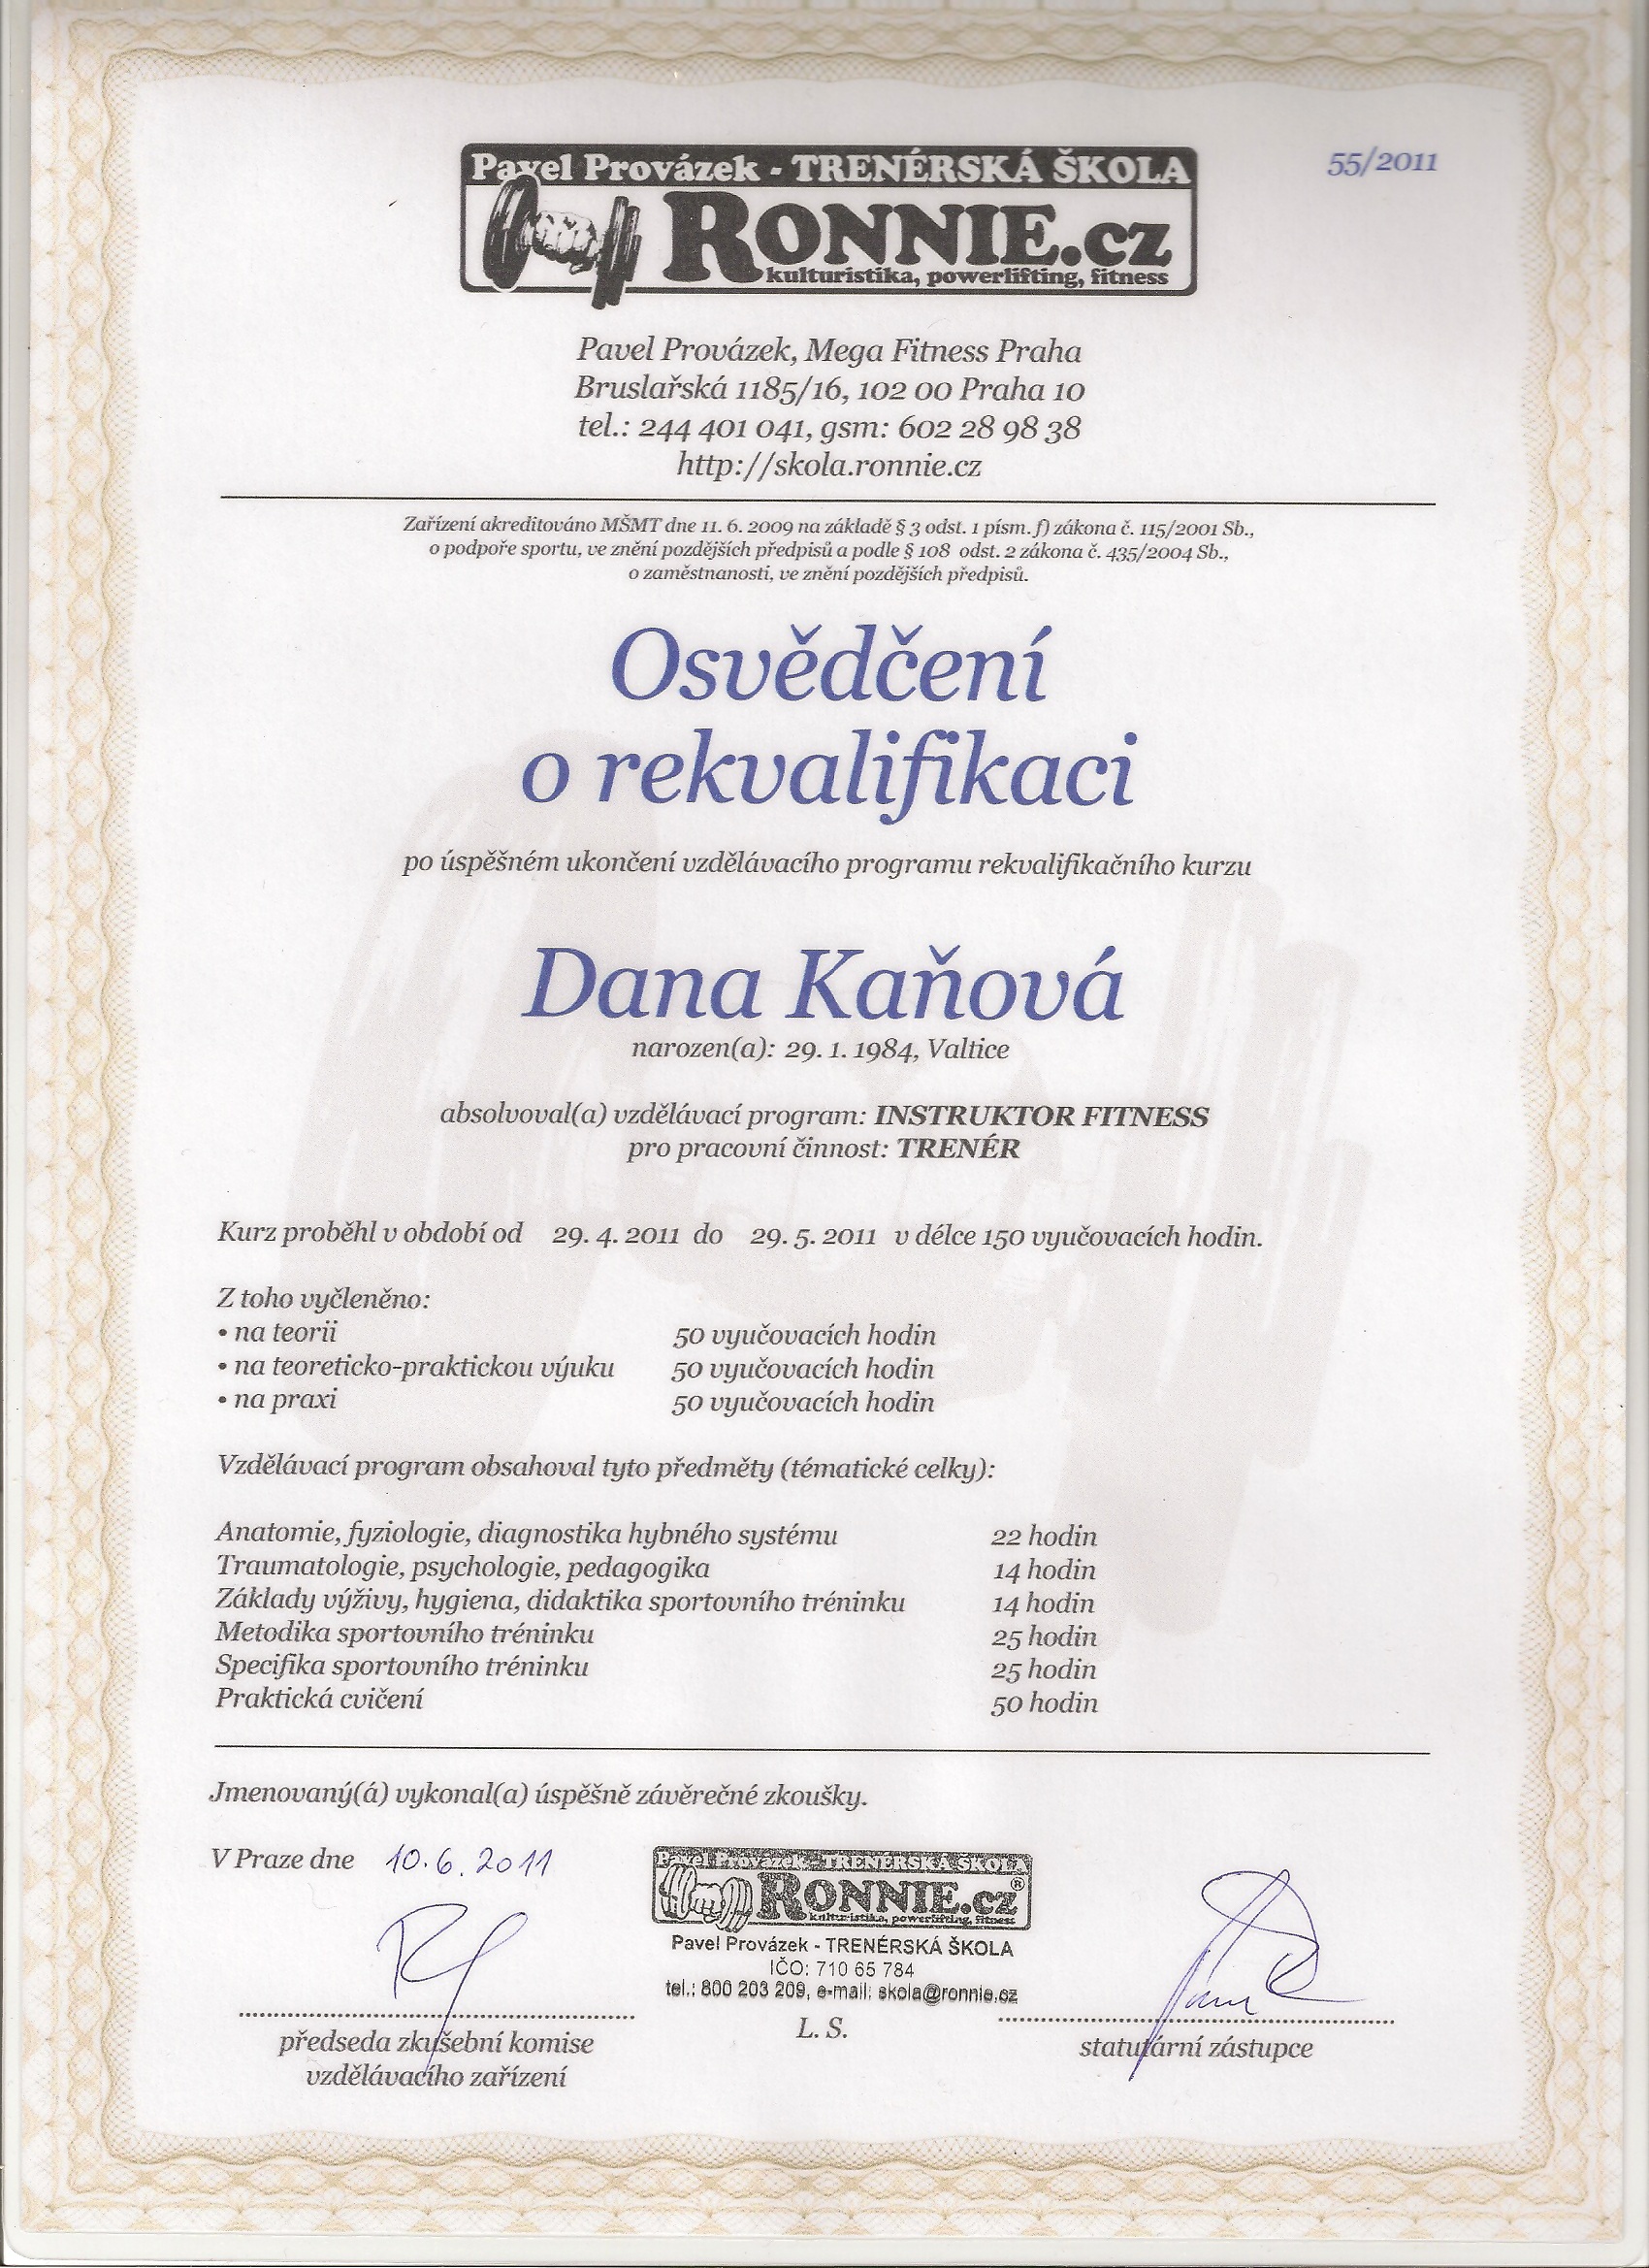 Pavel Provázek - TRENÉRSKÁ ŠKOLA
55/2011
RONNIE.cz
kulturistika, powerlifting, fitness
Pavel Provázek, Mega Fitness Praha
Bruslařská 1185/16, 102 00 Praha 10
tel.: 244 401 041, gsm: 602 28 98 38
http://skola.ronnie.cz
Zařízení akreditováno MŠMT dne 11. 6. 2009 na základě § 3 odst. 1 písm. f) zákona č. 115/2001 Sb.,
o podpoře sportu, ve znění pozdějších předpisů a podle § 108 odst. 2 zákona č. 435/2004 Sb.,
o zaměstnanosti, ve znění pozdějších předpisů.
Osvědčení
o rekvalifikaci
po úspěšném ukončení vzdělávacího programu rekvalifikačního kurzu
Dana Kaňová
narozen(a): 29. 1. 1984, Valtice
absolvoval(a) vzdělávací program: INSTRUKTOR FITNESS
pro pracovní činnost: TRENÉR
Kurz proběhl v období od 29. 4. 2011 do 29. 5. 2011 v délce 150 vyučovacích hodin.
Z toho vyčleněno:
• na teorii 50 vyučovacích hodin
• na teoreticko-praktickou výuku 50 vyučovacích hodin
• na praxi 50 vyučovacích hodin
Vzdělávací program obsahoval tyto předměty (tématické celky):
Anatomie, fyziologie, diagnostika hybného systému 22 hodin
Traumatologie, psychologie, pedagogika 14 hodin
Základy výživy, hygiena, didaktika sportovního tréninku 14 hodin
Metodika sportovního tréninku 25 hodin
Specifika sportovního tréninku 25 hodin
Praktická cvičení 50 hodin
Jmenovaný(á) vykonal(a) úspěšně závěrečné zkoušky.
V Praze dne 10.6.2011
Pavel Provázek - TRENÉRSKÁ ŠKOLA
RONNIE.cz ®
kulturistika, powerlifting, fitness
Pavel Provázek - TRENÉRSKÁ ŠKOLA
IČO: 710 65 784
tel.: 800 203 209, e-mail: skola@ronnie.cz
L. S.
předseda zkušební komise
vzdělávacího zařízení
statutární zástupce